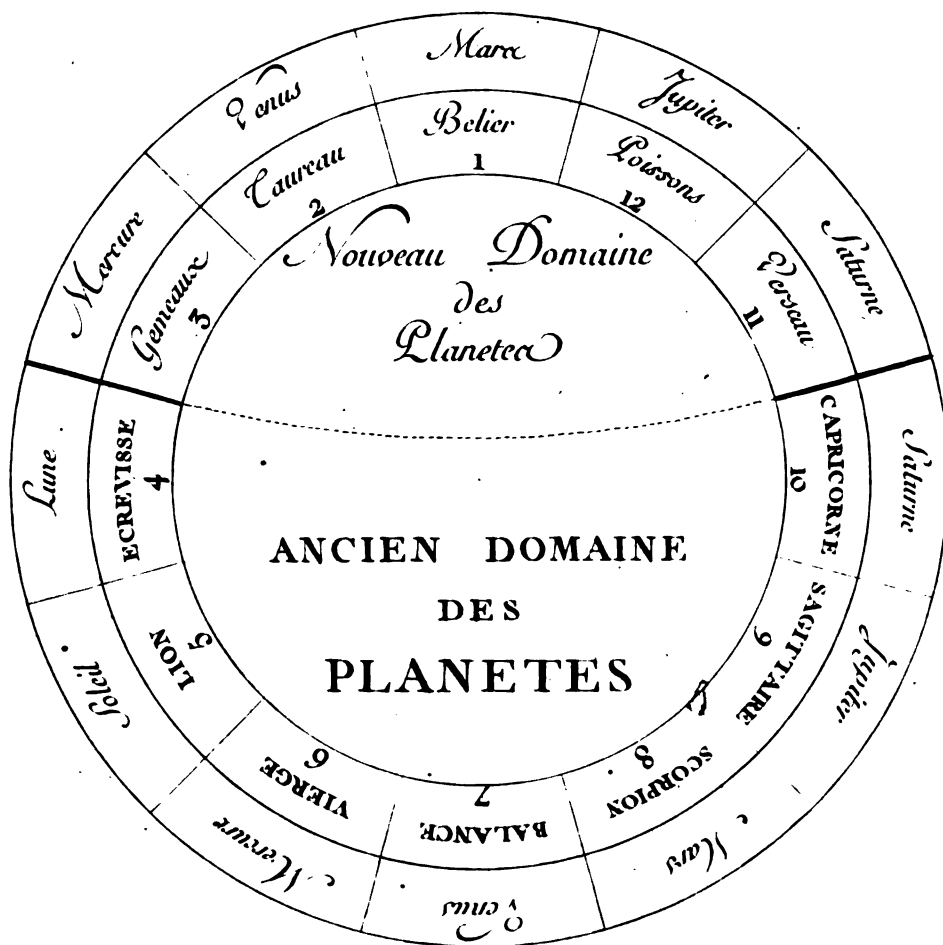 Mars
Belier
1
Venus
Taureau
2
Mercure
Gemeaux
3
Lune
ECREVISSE
4
Soleil
LION
5
Mercure
VIERGE
6
Venus
BALANCE
7
Mars
SCORPION
8
Jupiter
SAGITTAIRE
9
Saturne
CAPRICORNE
10
Saturne
Verseau
11
Jupiter
Poissons
12
Nouveau Domaine
des
Planetes
ANCIEN DOMAINE
DES
PLANETES